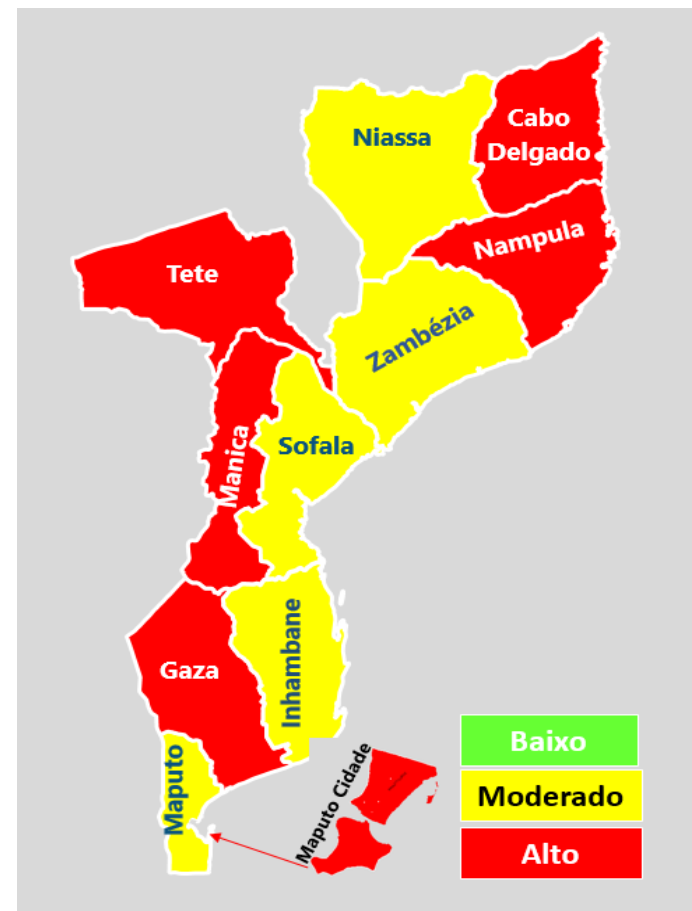 Cabo
Delgado
Niassa
Nampula
Tete
Zambézia
Manica
Sofala
Inhambane
Gaza
Maputo
Maputo Cidade
Baixo
Moderado
Alto